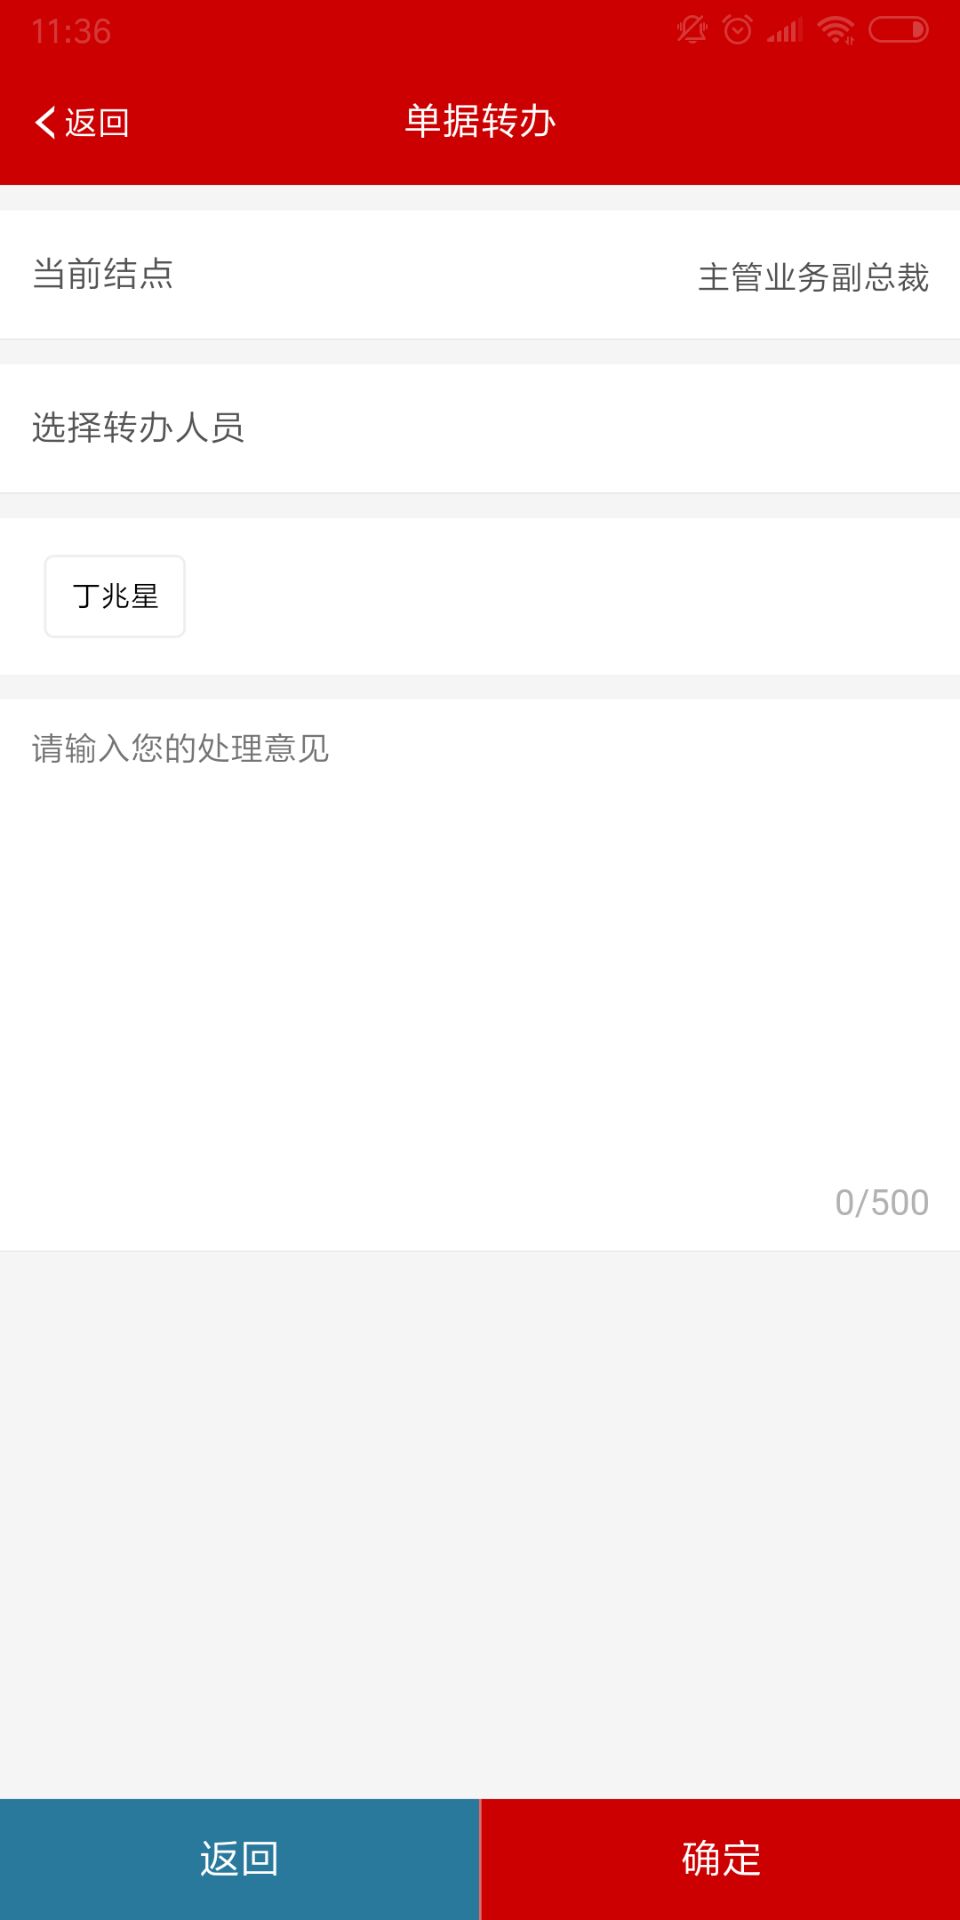 11:36
返回
单据转办
当前结点
主管业务副总裁
选择转办人员
丁兆星
请输入您的处理意见
0/500
返回
确定